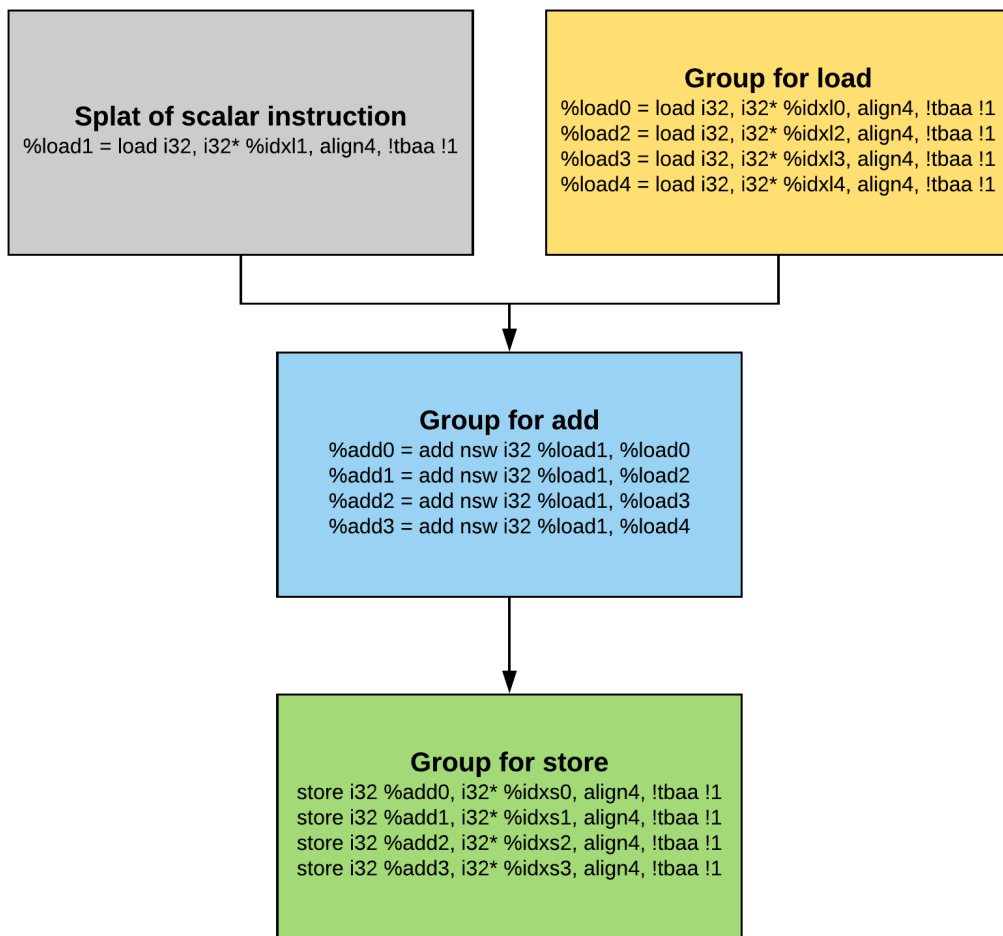 Splat of scalar instruction
%load1 = load i32, i32* %idxl1, align4, !tbaa !1
Group for load
%load0 = load i32, i32* %idxl0, align4, !tbaa !1
%load2 = load i32, i32* %idxl2, align4, !tbaa !1
%load3 = load i32, i32* %idxl3, align4, !tbaa !1
%load4 = load i32, i32* %idxl4, align4, !tbaa !1
Group for add
%add0 = add nsw i32 %load1, %load0
%add1 = add nsw i32 %load1, %load2
%add2 = add nsw i32 %load1, %load3
%add3 = add nsw i32 %load1, %load4
Group for store
store i32 %add0, i32* %idxs0, align4, !tbaa !1
store i32 %add1, i32* %idxs1, align4, !tbaa !1
store i32 %add2, i32* %idxs2, align4, !tbaa !1
store i32 %add3, i32* %idxs3, align4, !tbaa !1